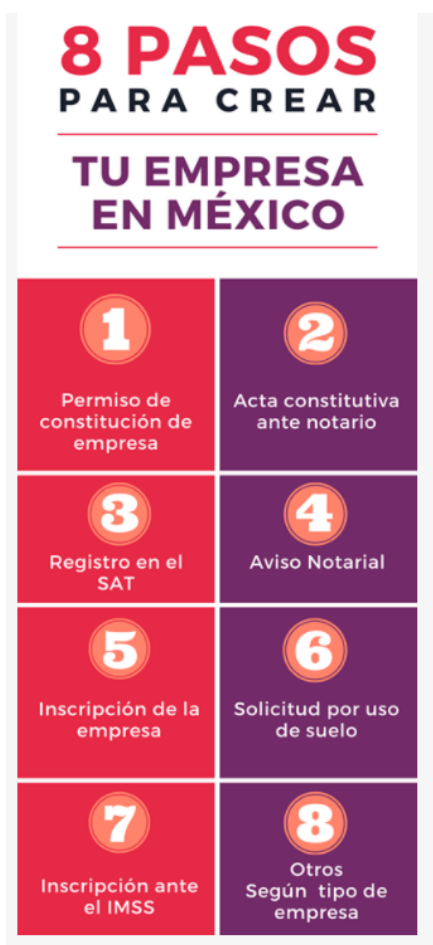 8 PASOS
PARA CREAR
TU EMPRESA
EN MÉXICO
1
Permiso de
constitución de
empresa
2
Acta constitutiva
ante notario
3
Registro en el
SAT
4
Aviso Notarial
5
Inscripción de la
empresa
6
Solicitud por uso
de suelo
7
Inscripción ante
el IMSS
8
Otros
Según tipo de
empresa